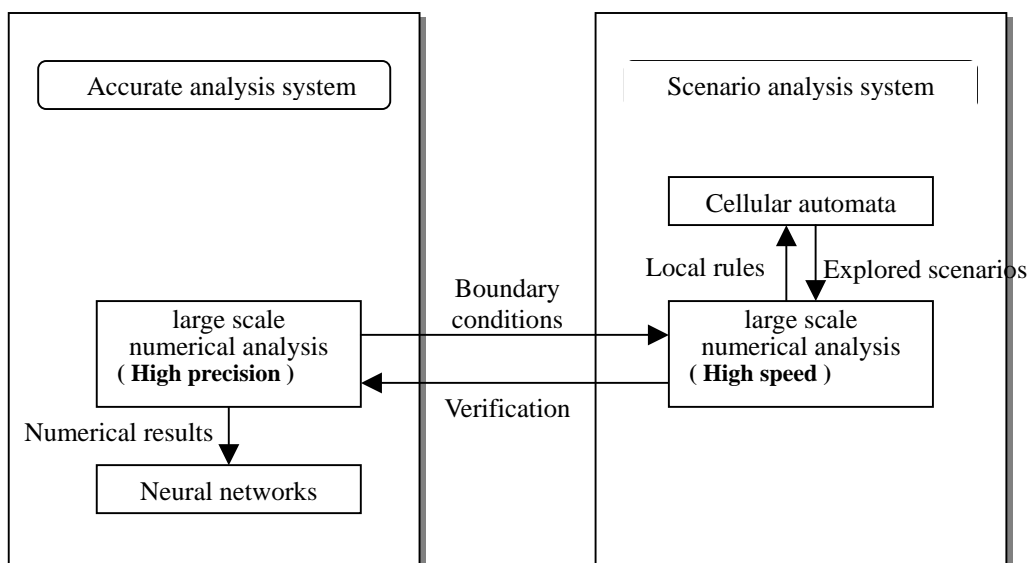 Accurate analysis system
Scenario analysis system
Cellular automata
Local rules
Explored scenarios
Boundary
conditions
large scale
numerical analysis
( High precision )
large scale
numerical analysis
( High speed )
Verification
Numerical results
Neural networks